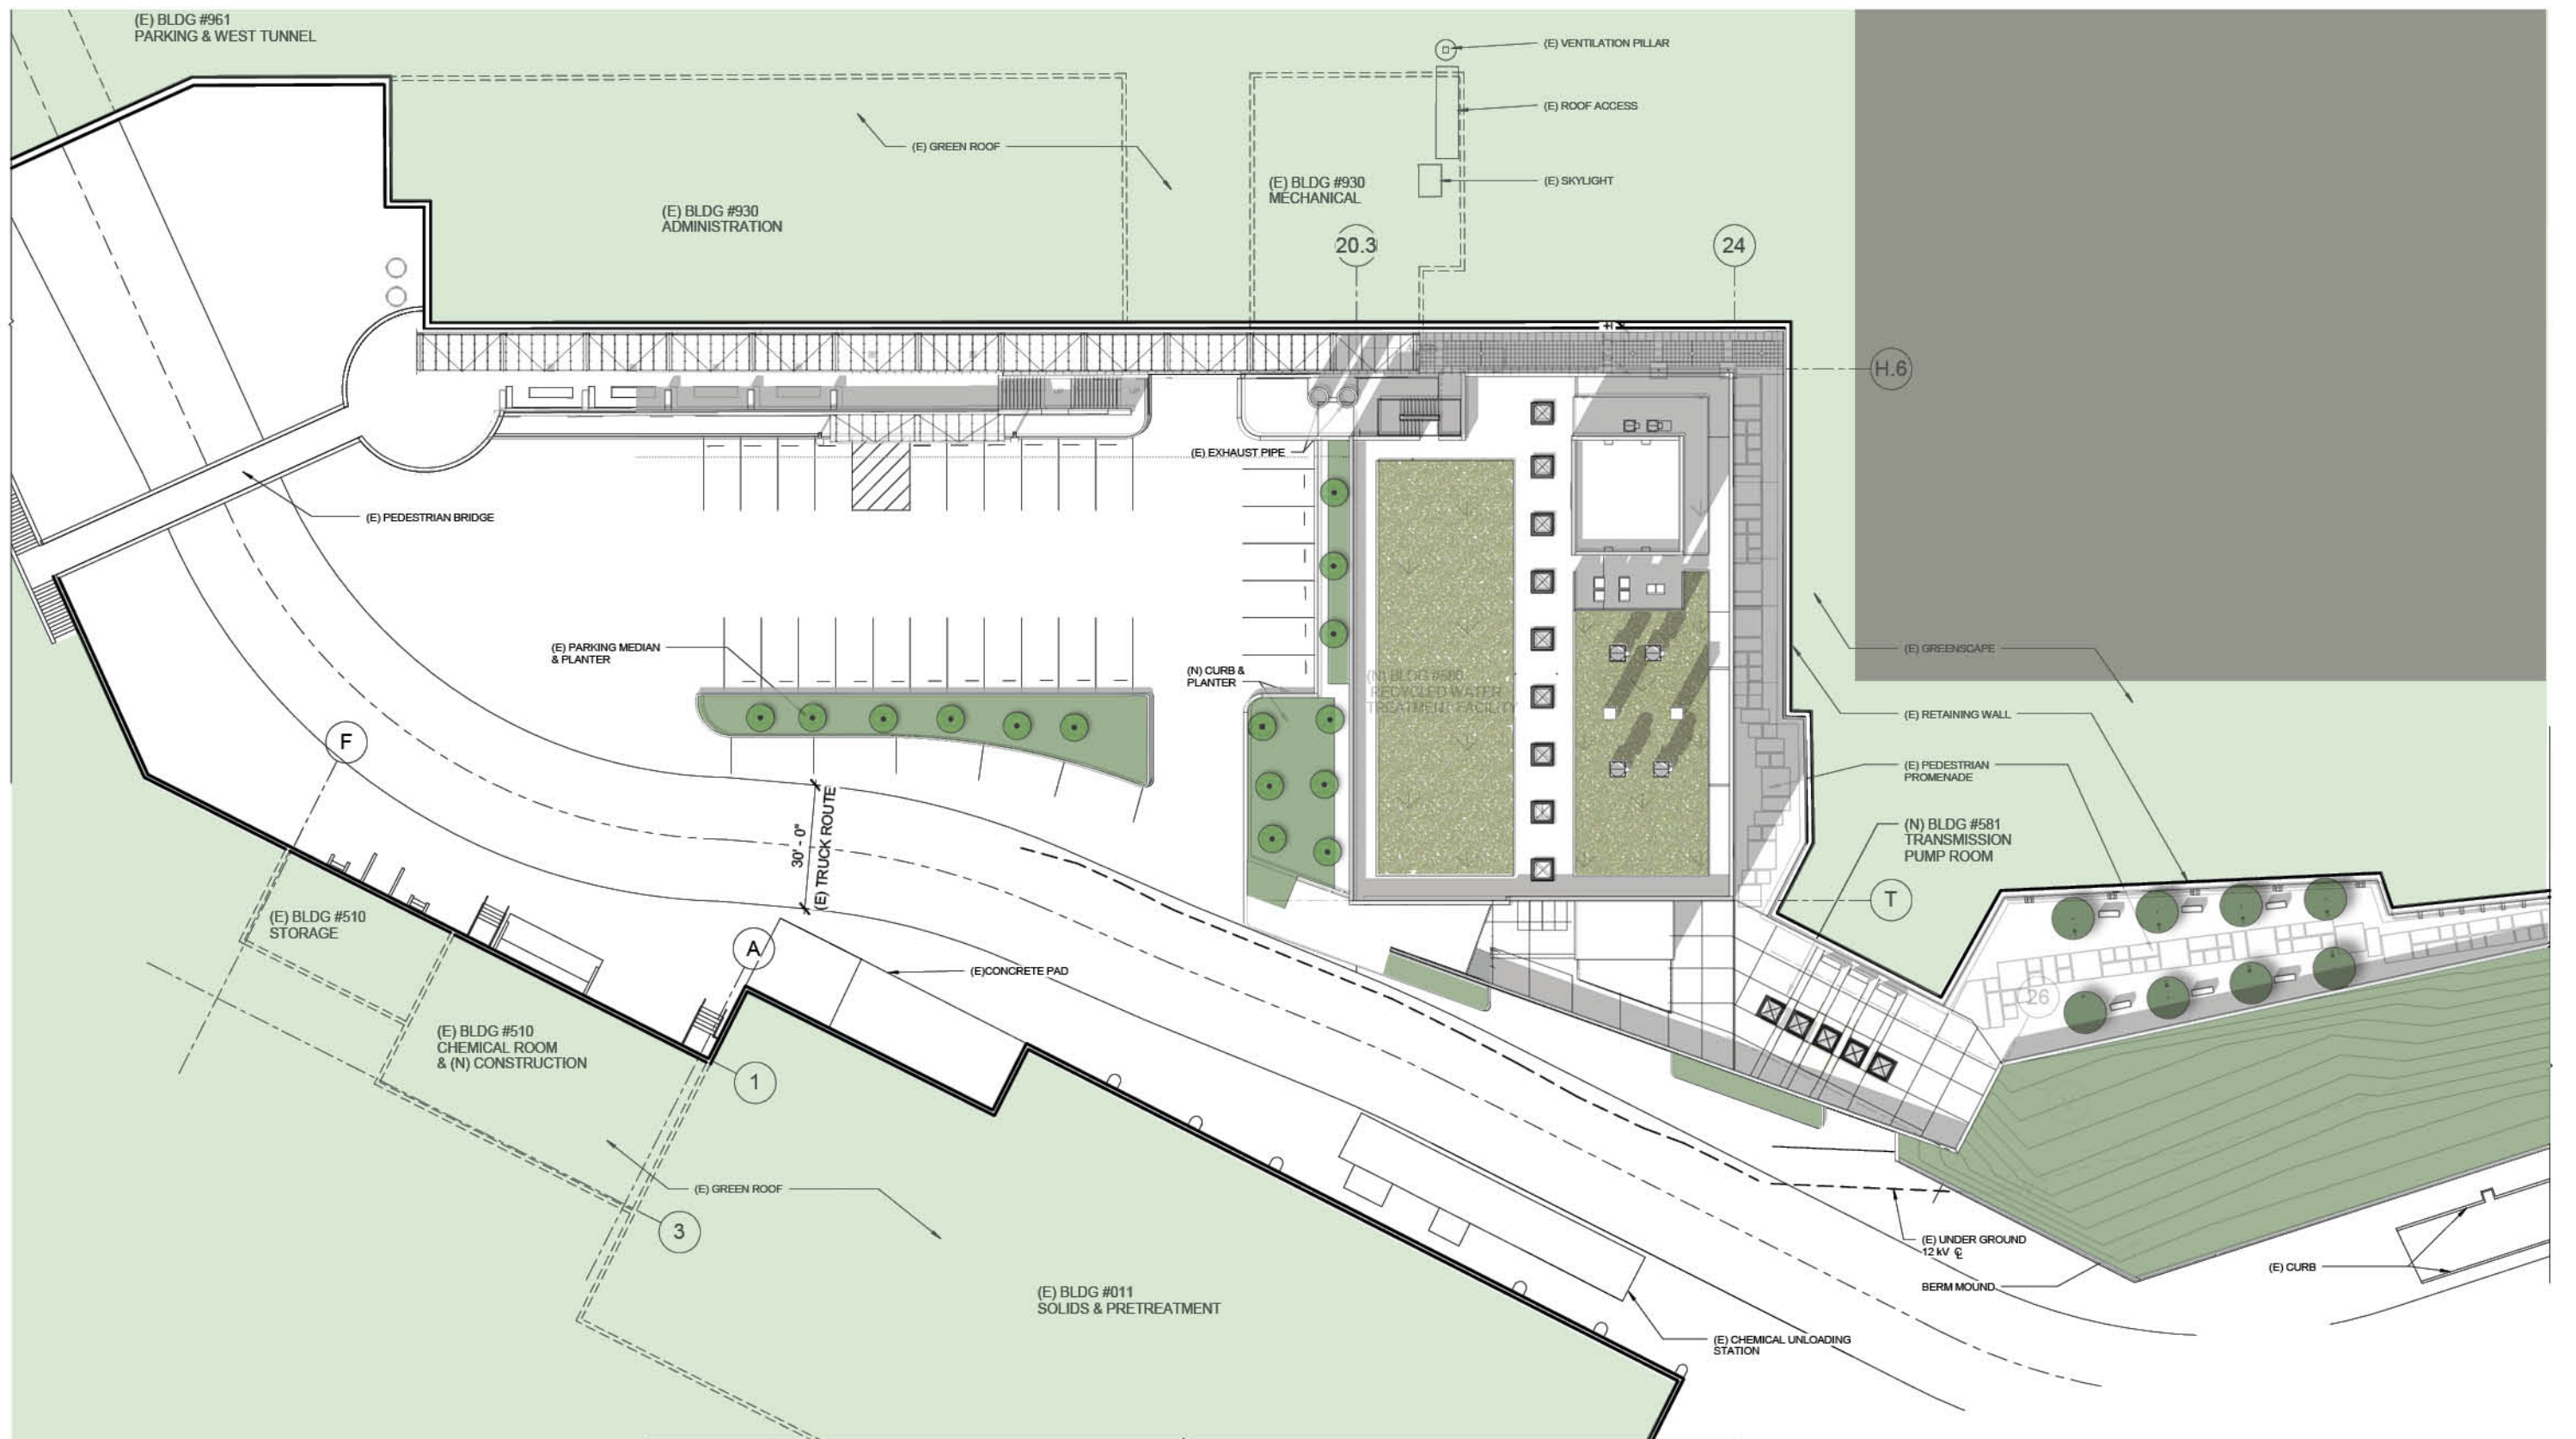 (E) BLDG #961
PARKING & WEST TUNNEL
(E) VENTILATION PILLAR
(E) ROOF ACCESS
(E) GREEN ROOF
(E) SKYLIGHT
(E) BLDG #930
MECHANICAL
(E) BLDG #930
ADMINISTRATION
20.3
24
H.6
(E) EXHAUST PIPE
(E) PEDESTRIAN BRIDGE
(E) PARKING MEDIAN
& PLANTER
(E) GREENSCAPE
(N) CURB &
PLANTER
(N) BLDG #580
RECYCLED WATER
TREATMENT FACILITY
(E) RETAINING WALL
F
(E) PEDESTRIAN
PROMENADE
30' - 0"
(E) TRUCK ROUTE
(N) BLDG #581
TRANSMISSION
PUMP ROOM
T
(E) BLDG #510
STORAGE
A
(E)CONCRETE PAD
26
(E) BLDG #510
CHEMICAL ROOM
& (N) CONSTRUCTION
1
(E) GREEN ROOF
3
(E) UNDER GROUND
12 kV ℄
(E) CURB
BERM MOUND
(E) BLDG #011
SOLIDS & PRETREATMENT
(E) CHEMICAL UNLOADING
STATION